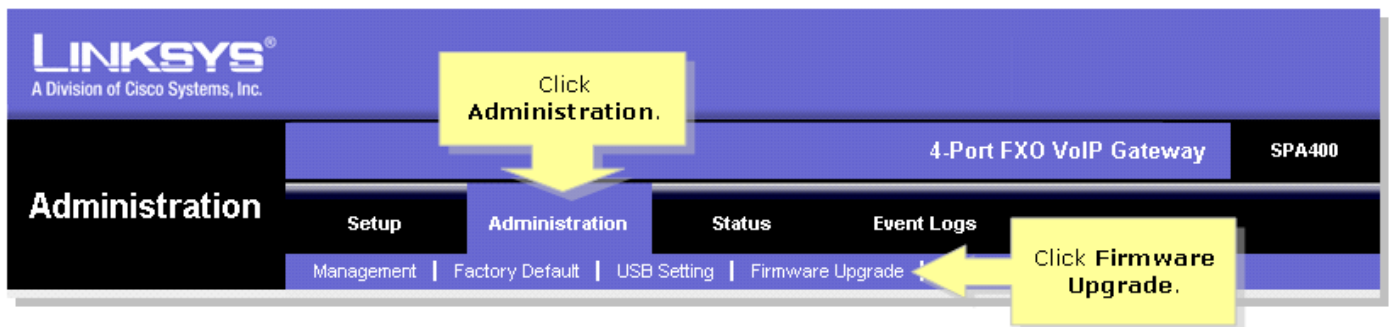 LINKSYS®
A Division of Cisco Systems, Inc.
Click
Administration.
4-Port FXO VoIP Gateway
SPA400
Administration
Setup
Administration
Status
Event Logs
Management | Factory Default | USB Setting | Firmware Upgrade |
Click Firmware
Upgrade.